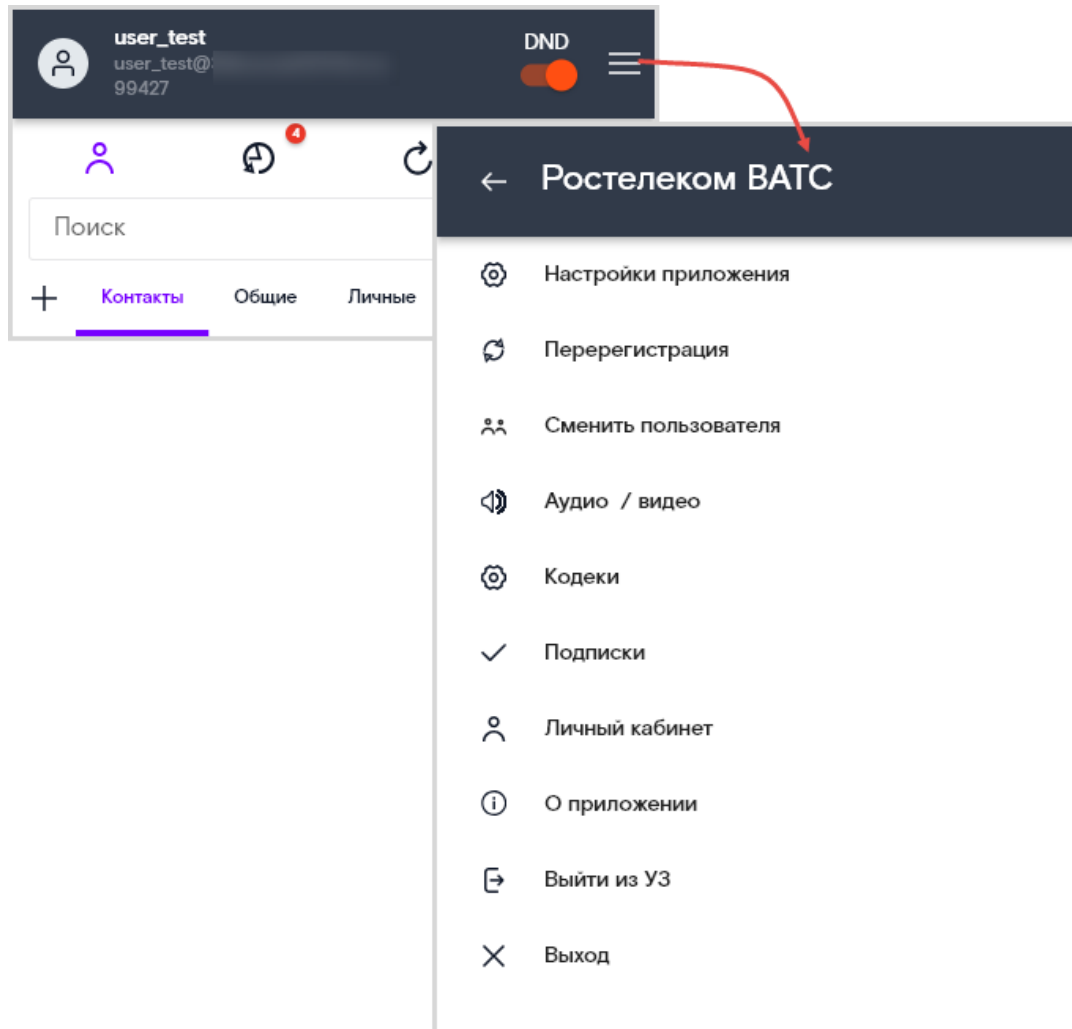 user_test
DND
user_test@
99427
4
Поиск
Контакты Общие Личные
Ростелеком ВАТС
Настройки приложения
Перерегистрация
Сменить пользователя
Аудио / видео
Кодеки
Подписки
Личный кабинет
О приложении
Выйти из УЗ
Выход